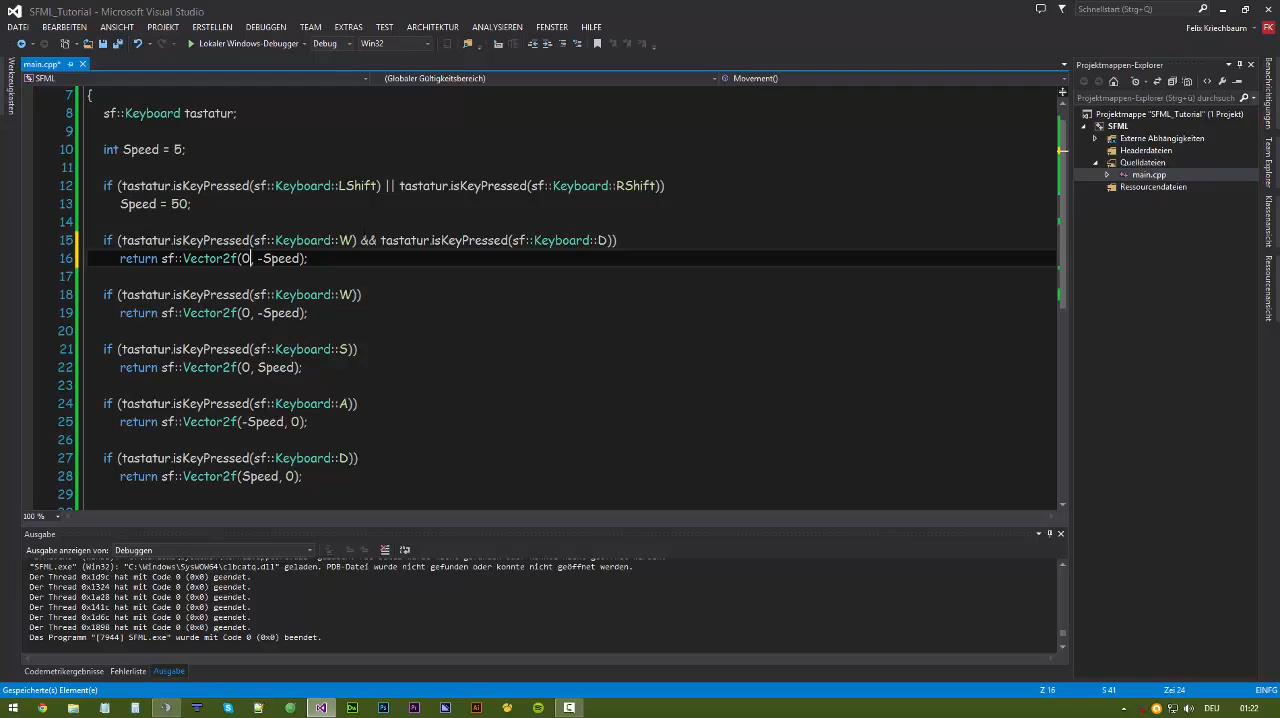 SFML_Tutorial - Microsoft Visual Studio
Schnellstart (Strg+Q)
DATEI BEARBEITEN ANSICHT PROJEKT ERSTELLEN DEBUGGEN TEAM EXTRAS TEST ARCHITEKTUR ANALYSIEREN FENSTER HILFE
Felix Kriechbaum FK
Lokaler Windows-Debugger Debug Win32
Werkzeugkasten
main.cpp*
SFML (Globaler Gültigkeitsbereich) Movement()
7 {
8 sf::Keyboard tastatur;
9
10 int Speed = 5;
11
12 if (tastatur.isKeyPressed(sf::Keyboard::LShift) || tastatur.isKeyPressed(sf::Keyboard::RShift))
13 Speed = 50;
14
15 if (tastatur.isKeyPressed(sf::Keyboard::W) && tastatur.isKeyPressed(sf::Keyboard::D))
16 return sf::Vector2f(0, -Speed);
17
18 if (tastatur.isKeyPressed(sf::Keyboard::W))
19 return sf::Vector2f(0, -Speed);
20
21 if (tastatur.isKeyPressed(sf::Keyboard::S))
22 return sf::Vector2f(0, Speed);
23
24 if (tastatur.isKeyPressed(sf::Keyboard::A))
25 return sf::Vector2f(-Speed, 0);
26
27 if (tastatur.isKeyPressed(sf::Keyboard::D))
28 return sf::Vector2f(Speed, 0);
29
100 %
Projektmappen-Explorer
Projektmappen-Explorer (Strg+ü) durchsuch
Projektmappe "SFML_Tutorial" (1 Projekt)
SFML
Externe Abhängigkeiten
Headerdateien
Quelldateien
main.cpp
Ressourcendateien
Benachrichtigungen
Team Explorer
Klassenansicht
Ressourcenansicht
Ausgabe
Ausgabe anzeigen von: Debuggen
"SFML.exe" (Win32): "C:\Windows\SysWOW64\clbcatq.dll" geladen. PDB-Datei wurde nicht gefunden oder konnte nicht geöffnet werden.
Der Thread 0x1d9c hat mit Code 0 (0x0) geendet.
Der Thread 0x1324 hat mit Code 0 (0x0) geendet.
Der Thread 0x1a28 hat mit Code 0 (0x0) geendet.
Der Thread 0x141c hat mit Code 0 (0x0) geendet.
Der Thread 0x1d6c hat mit Code 0 (0x0) geendet.
Der Thread 0x1898 hat mit Code 0 (0x0) geendet.
Das Programm "[7944] SFML.exe" wurde mit Code 0 (0x0) beendet.
Codemetrikergebnisse Fehlerliste Ausgabe
Gespeicherte(s) Element(e) Z 16 S 41 Zei 24 EINFG
DEU 01:22